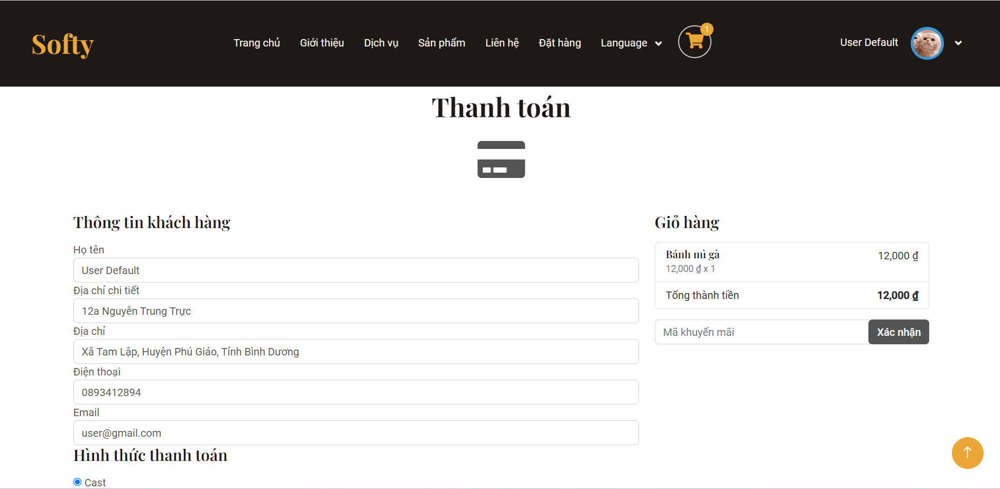 Softy
Trang chủ Giới thiệu Dịch vụ Sản phẩm Liên hệ Đặt hàng Language 1 User Default
Thanh toán
Thông tin khách hàng
Họ tên
User Default
Địa chỉ chi tiết
12a Nguyễn Trung Trực
Địa chỉ
Xã Tam Lập, Huyện Phú Giáo, Tỉnh Bình Dương
Điện thoại
0893412894
Email
user@gmail.com
Hình thức thanh toán
Cast
Giỏ hàng
Bánh mì gà 12,000 ₫
12,000 ₫ x 1
Tổng thành tiền 12,000 ₫
Mã khuyến mãi Xác nhận